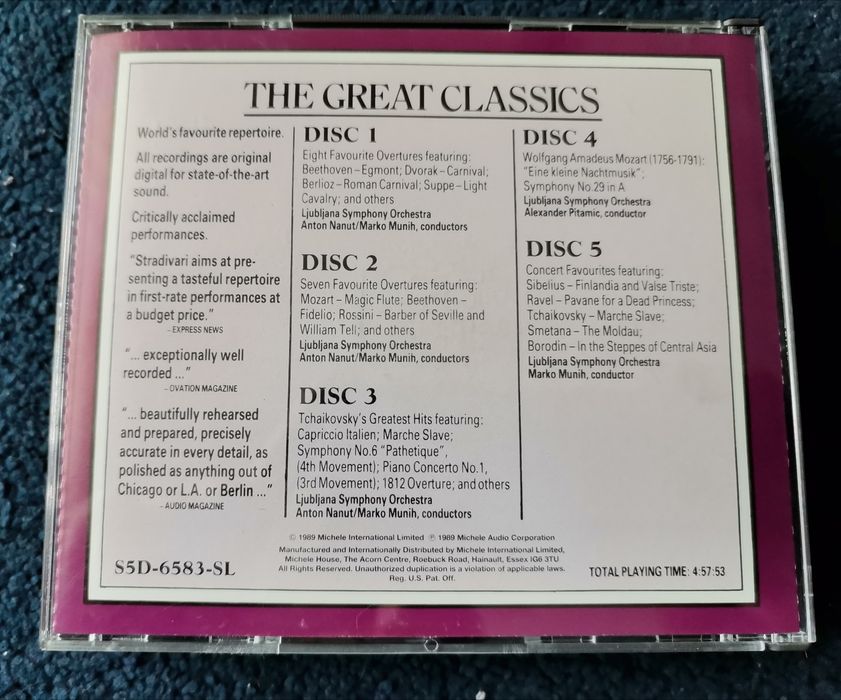 THE GREAT CLASSICS
World's favourite repertoire.
All recordings are original
digital for state-of-the-art
sound.
Critically acclaimed
performances.
"Stradivari aims at pre-
senting a tasteful repertoire
in first-rate performances at
a budget price."
– EXPRESS NEWS
"... exceptionally well
recorded ..."
– OVATION MAGAZINE
"... beautifully rehearsed
and prepared, precisely
accurate in every detail, as
polished as anything out of
Chicago or L.A. or Berlin ..."
– AUDIO MAGAZINE
S5D-6583-SL
DISC 1
Eight Favourite Overtures featuring:
Beethoven – Egmont; Dvorak – Carnival;
Berlioz – Roman Carnival; Suppe – Light
Cavalry; and others
Ljubljana Symphony Orchestra
Anton Nanut/Marko Munih, conductors
DISC 2
Seven Favourite Overtures featuring:
Mozart – Magic Flute; Beethoven –
Fidelio; Rossini – Barber of Seville and
William Tell; and others
Ljubljana Symphony Orchestra
Anton Nanut/Marko Munih, conductors
DISC 3
Tchaikovsky's Greatest Hits featuring:
Capriccio Italien; Marche Slave;
Symphony No.6 "Pathetique",
(4th Movement); Piano Concerto No.1,
(3rd Movement); 1812 Overture; and others
Ljubljana Symphony Orchestra
Anton Nanut/Marko Munih, conductors
DISC 4
Wolfgang Amadeus Mozart (1756-1791):
"Eine kleine Nachtmusik";
Symphony No.29 in A
Ljubljana Symphony Orchestra
Alexander Pitamic, conductor
DISC 5
Concert Favourites featuring:
Sibelius – Finlandia and Valse Triste;
Ravel – Pavane for a Dead Princess;
Tchaikovsky – Marche Slave;
Smetana – The Moldau;
Borodin – In the Steppes of Central Asia
Ljubljana Symphony Orchestra
Marko Munih, conductor
© 1989 Michele International Limited ℗ 1989 Michele Audio Corporation
Manufactured and Internationally Distributed by Michele International Limited,
Michele House, The Acorn Centre, Roebuck Road, Hainault, Essex IG6 3TU
All Rights Reserved. Unauthorized duplication is a violation of applicable laws.
Reg. U.S. Pat. Off.
TOTAL PLAYING TIME: 4:57:53